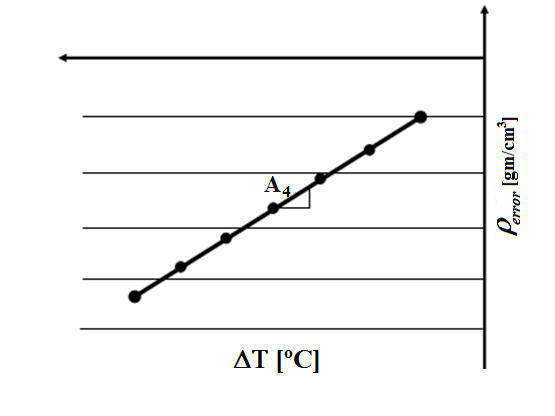 A₄
ρerror [gm/cm³]
ΔT [ºC]